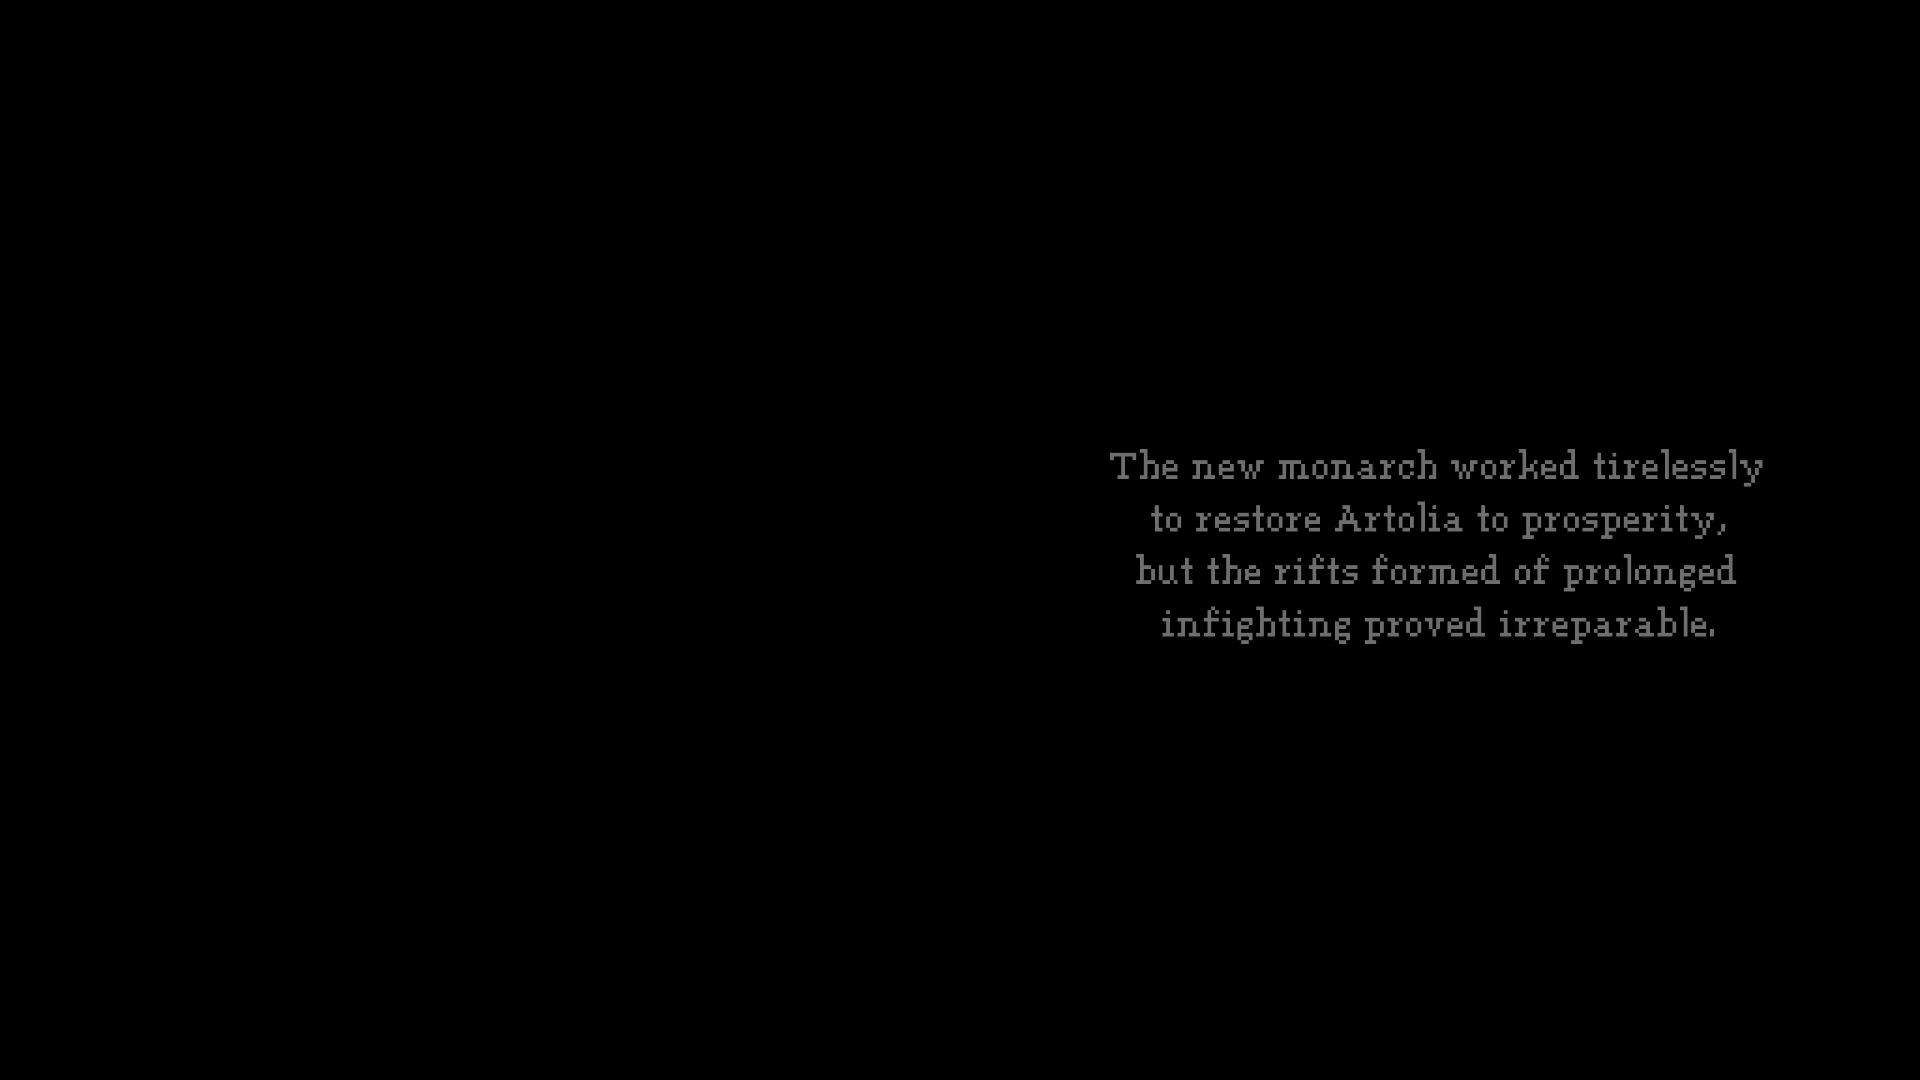 The new monarch worked tirelessly
to restore Artolia to prosperity,
but the rifts formed of prolonged
infighting proved irreparable.